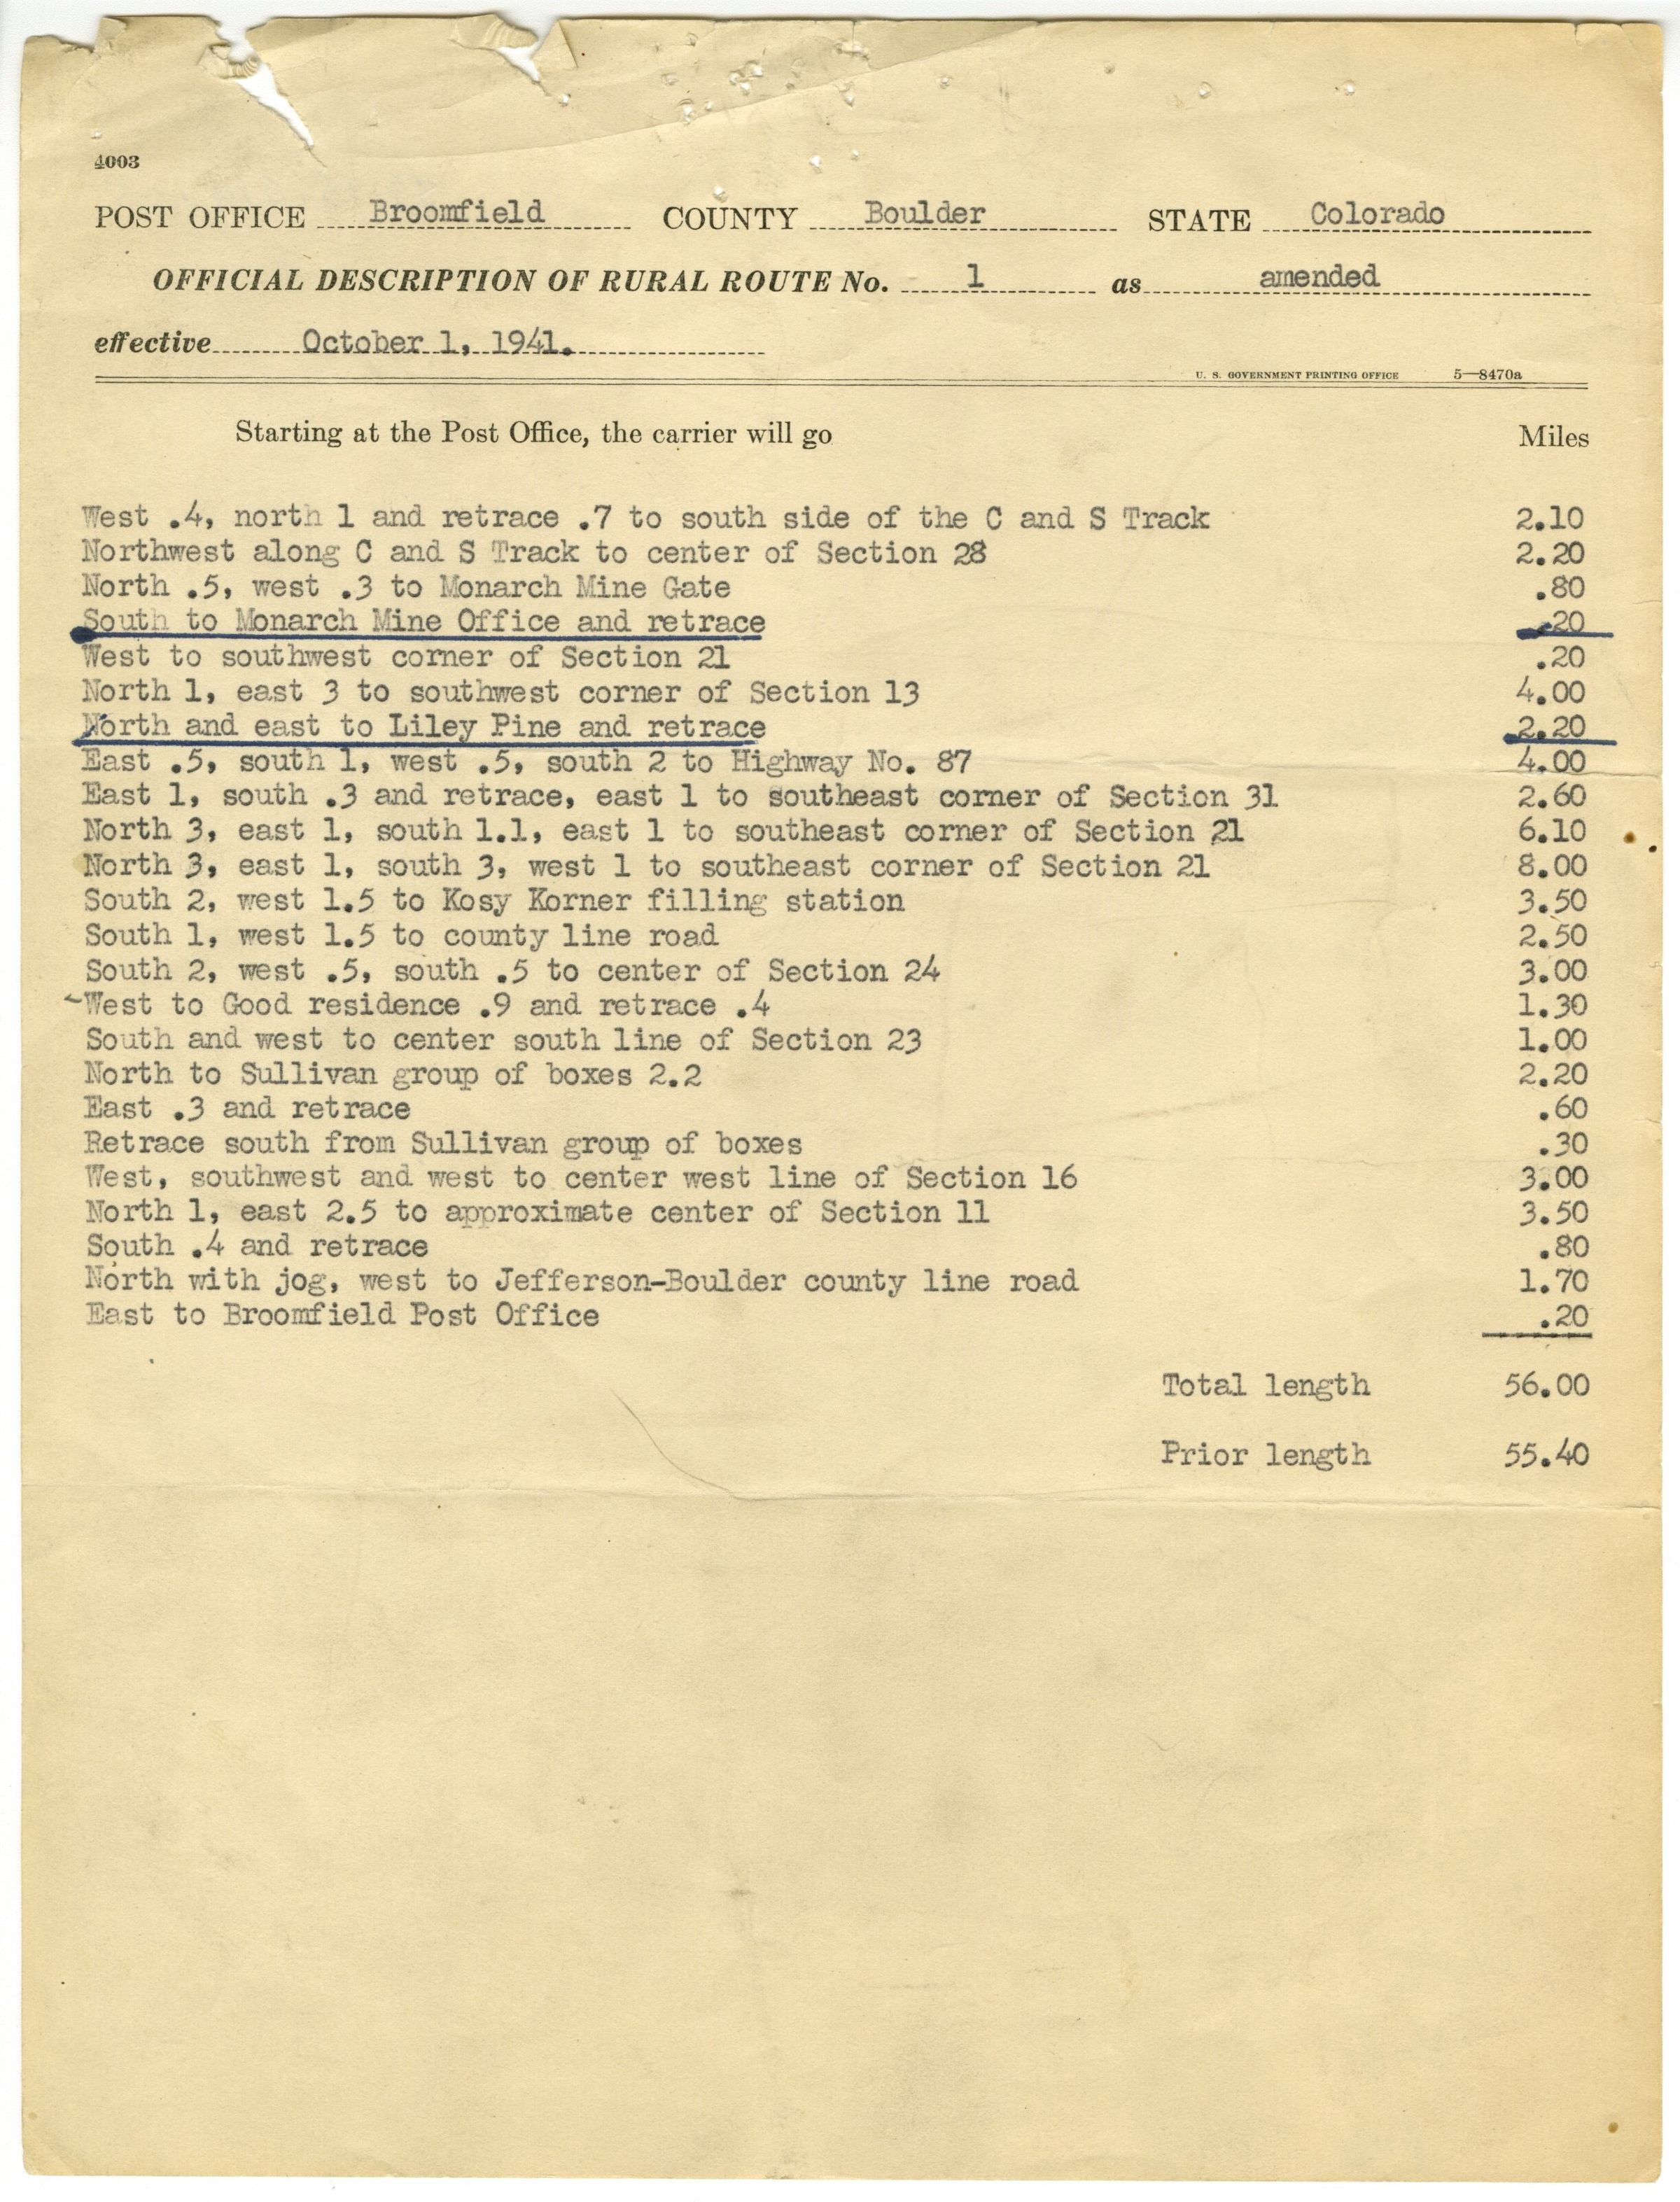 4003
POST OFFICE Broomfield COUNTY Boulder STATE Colorado
OFFICIAL DESCRIPTION OF RURAL ROUTE No. 1 as amended
effective October 1, 1941.
U. S. GOVERNMENT PRINTING OFFICE 5—8470a
Starting at the Post Office, the carrier will go Miles
West .4, north 1 and retrace .7 to south side of the C and S Track 2.10
Northwest along C and S Track to center of Section 28 2.20
North .5, west .3 to Monarch Mine Gate .80
South to Monarch Mine Office and retrace .20
West to southwest corner of Section 21 .20
North 1, east 3 to southwest corner of Section 13 4.00
North and east to Liley Pine and retrace 2.20
East .5, south 1, west .5, south 2 to Highway No. 87 4.00
East 1, south .3 and retrace, east 1 to southeast corner of Section 31 2.60
North 3, east 1, south 1.1, east 1 to southeast corner of Section 21 6.10
North 3, east 1, south 3, west 1 to southeast corner of Section 21 8.00
South 2, west 1.5 to Kosy Korner filling station 3.50
South 1, west 1.5 to county line road 2.50
South 2, west .5, south .5 to center of Section 24 3.00
West to Good residence .9 and retrace .4 1.30
South and west to center south line of Section 23 1.00
North to Sullivan group of boxes 2.2 2.20
East .3 and retrace .60
Retrace south from Sullivan group of boxes .30
West, southwest and west to center west line of Section 16 3.00
North 1, east 2.5 to approximate center of Section 11 3.50
South .4 and retrace .80
North with jog, west to Jefferson-Boulder county line road 1.70
East to Broomfield Post Office .20
Total length 56.00
Prior length 55.40